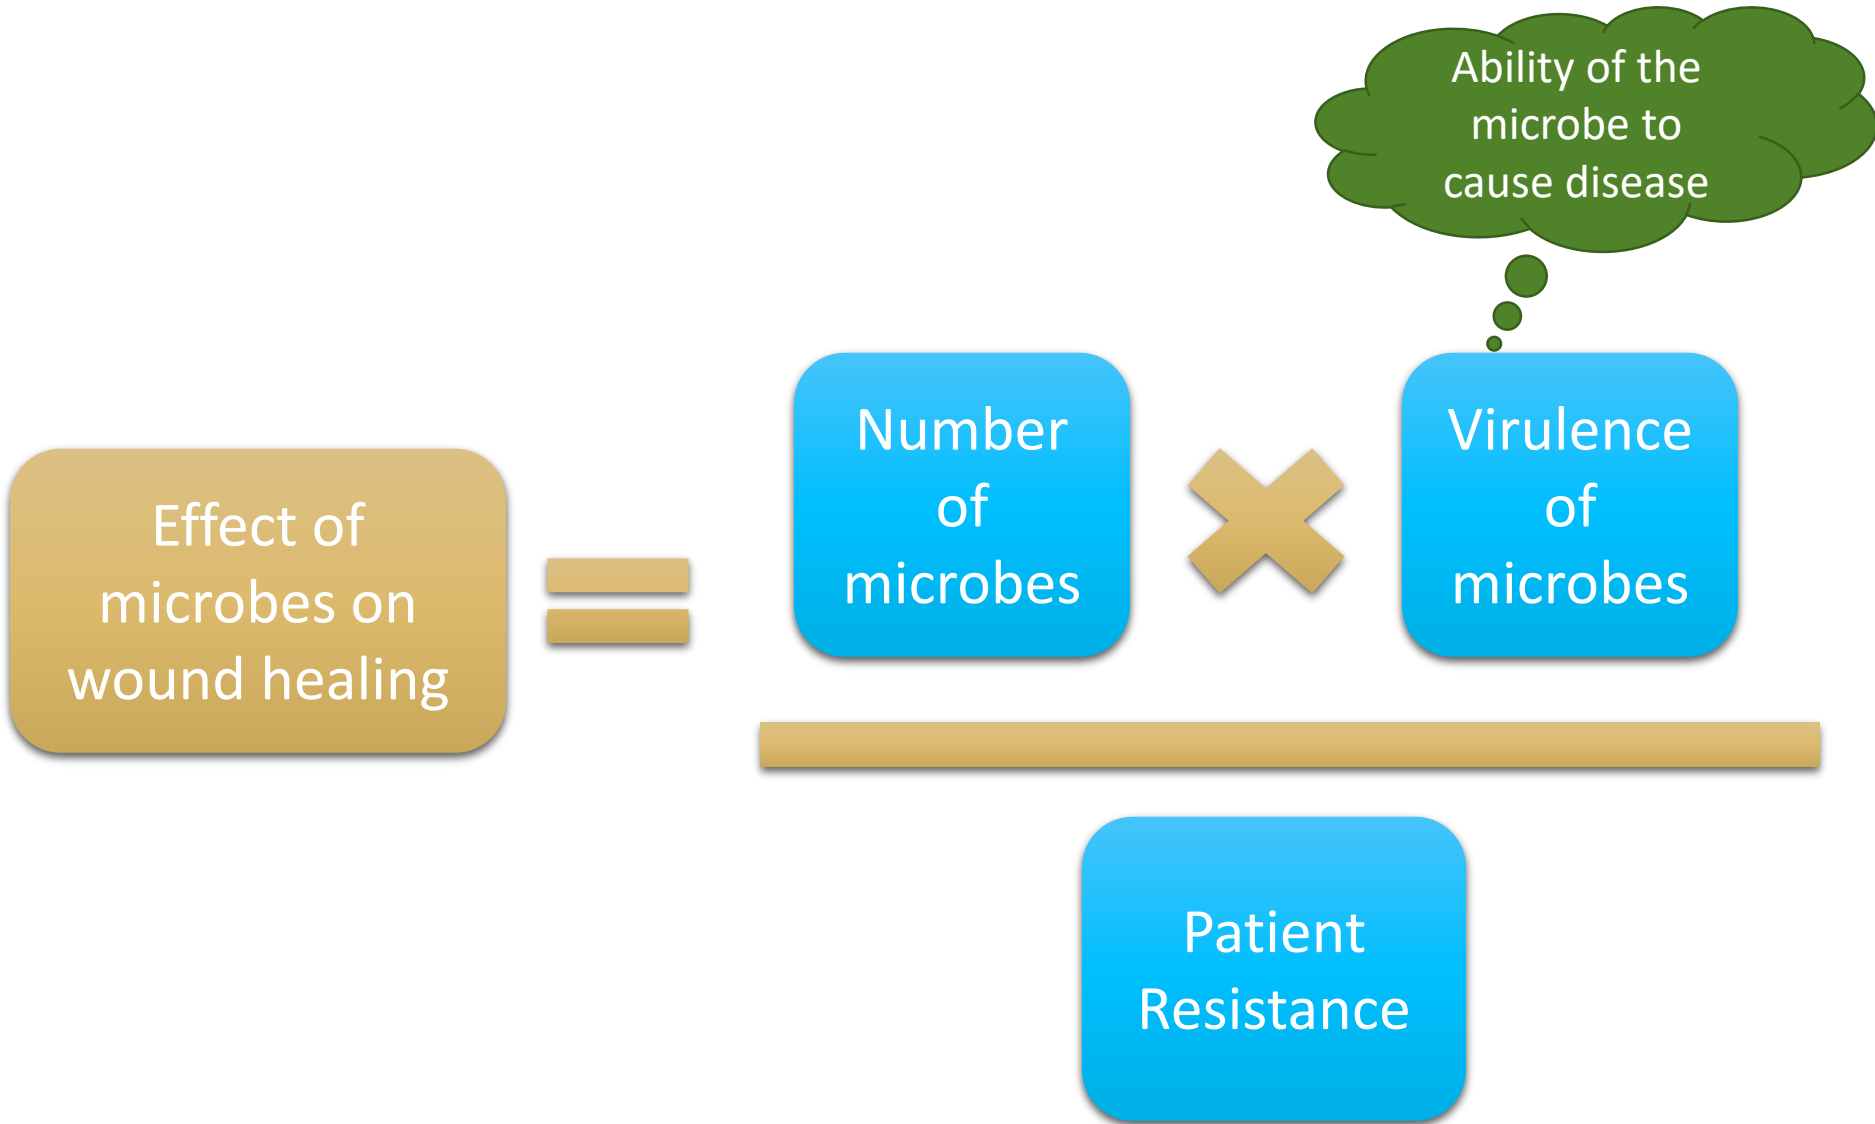 Ability of the
microbe to
cause disease
Effect of
microbes on
wound healing
Number
of
microbes
Virulence
of
microbes
Patient
Resistance